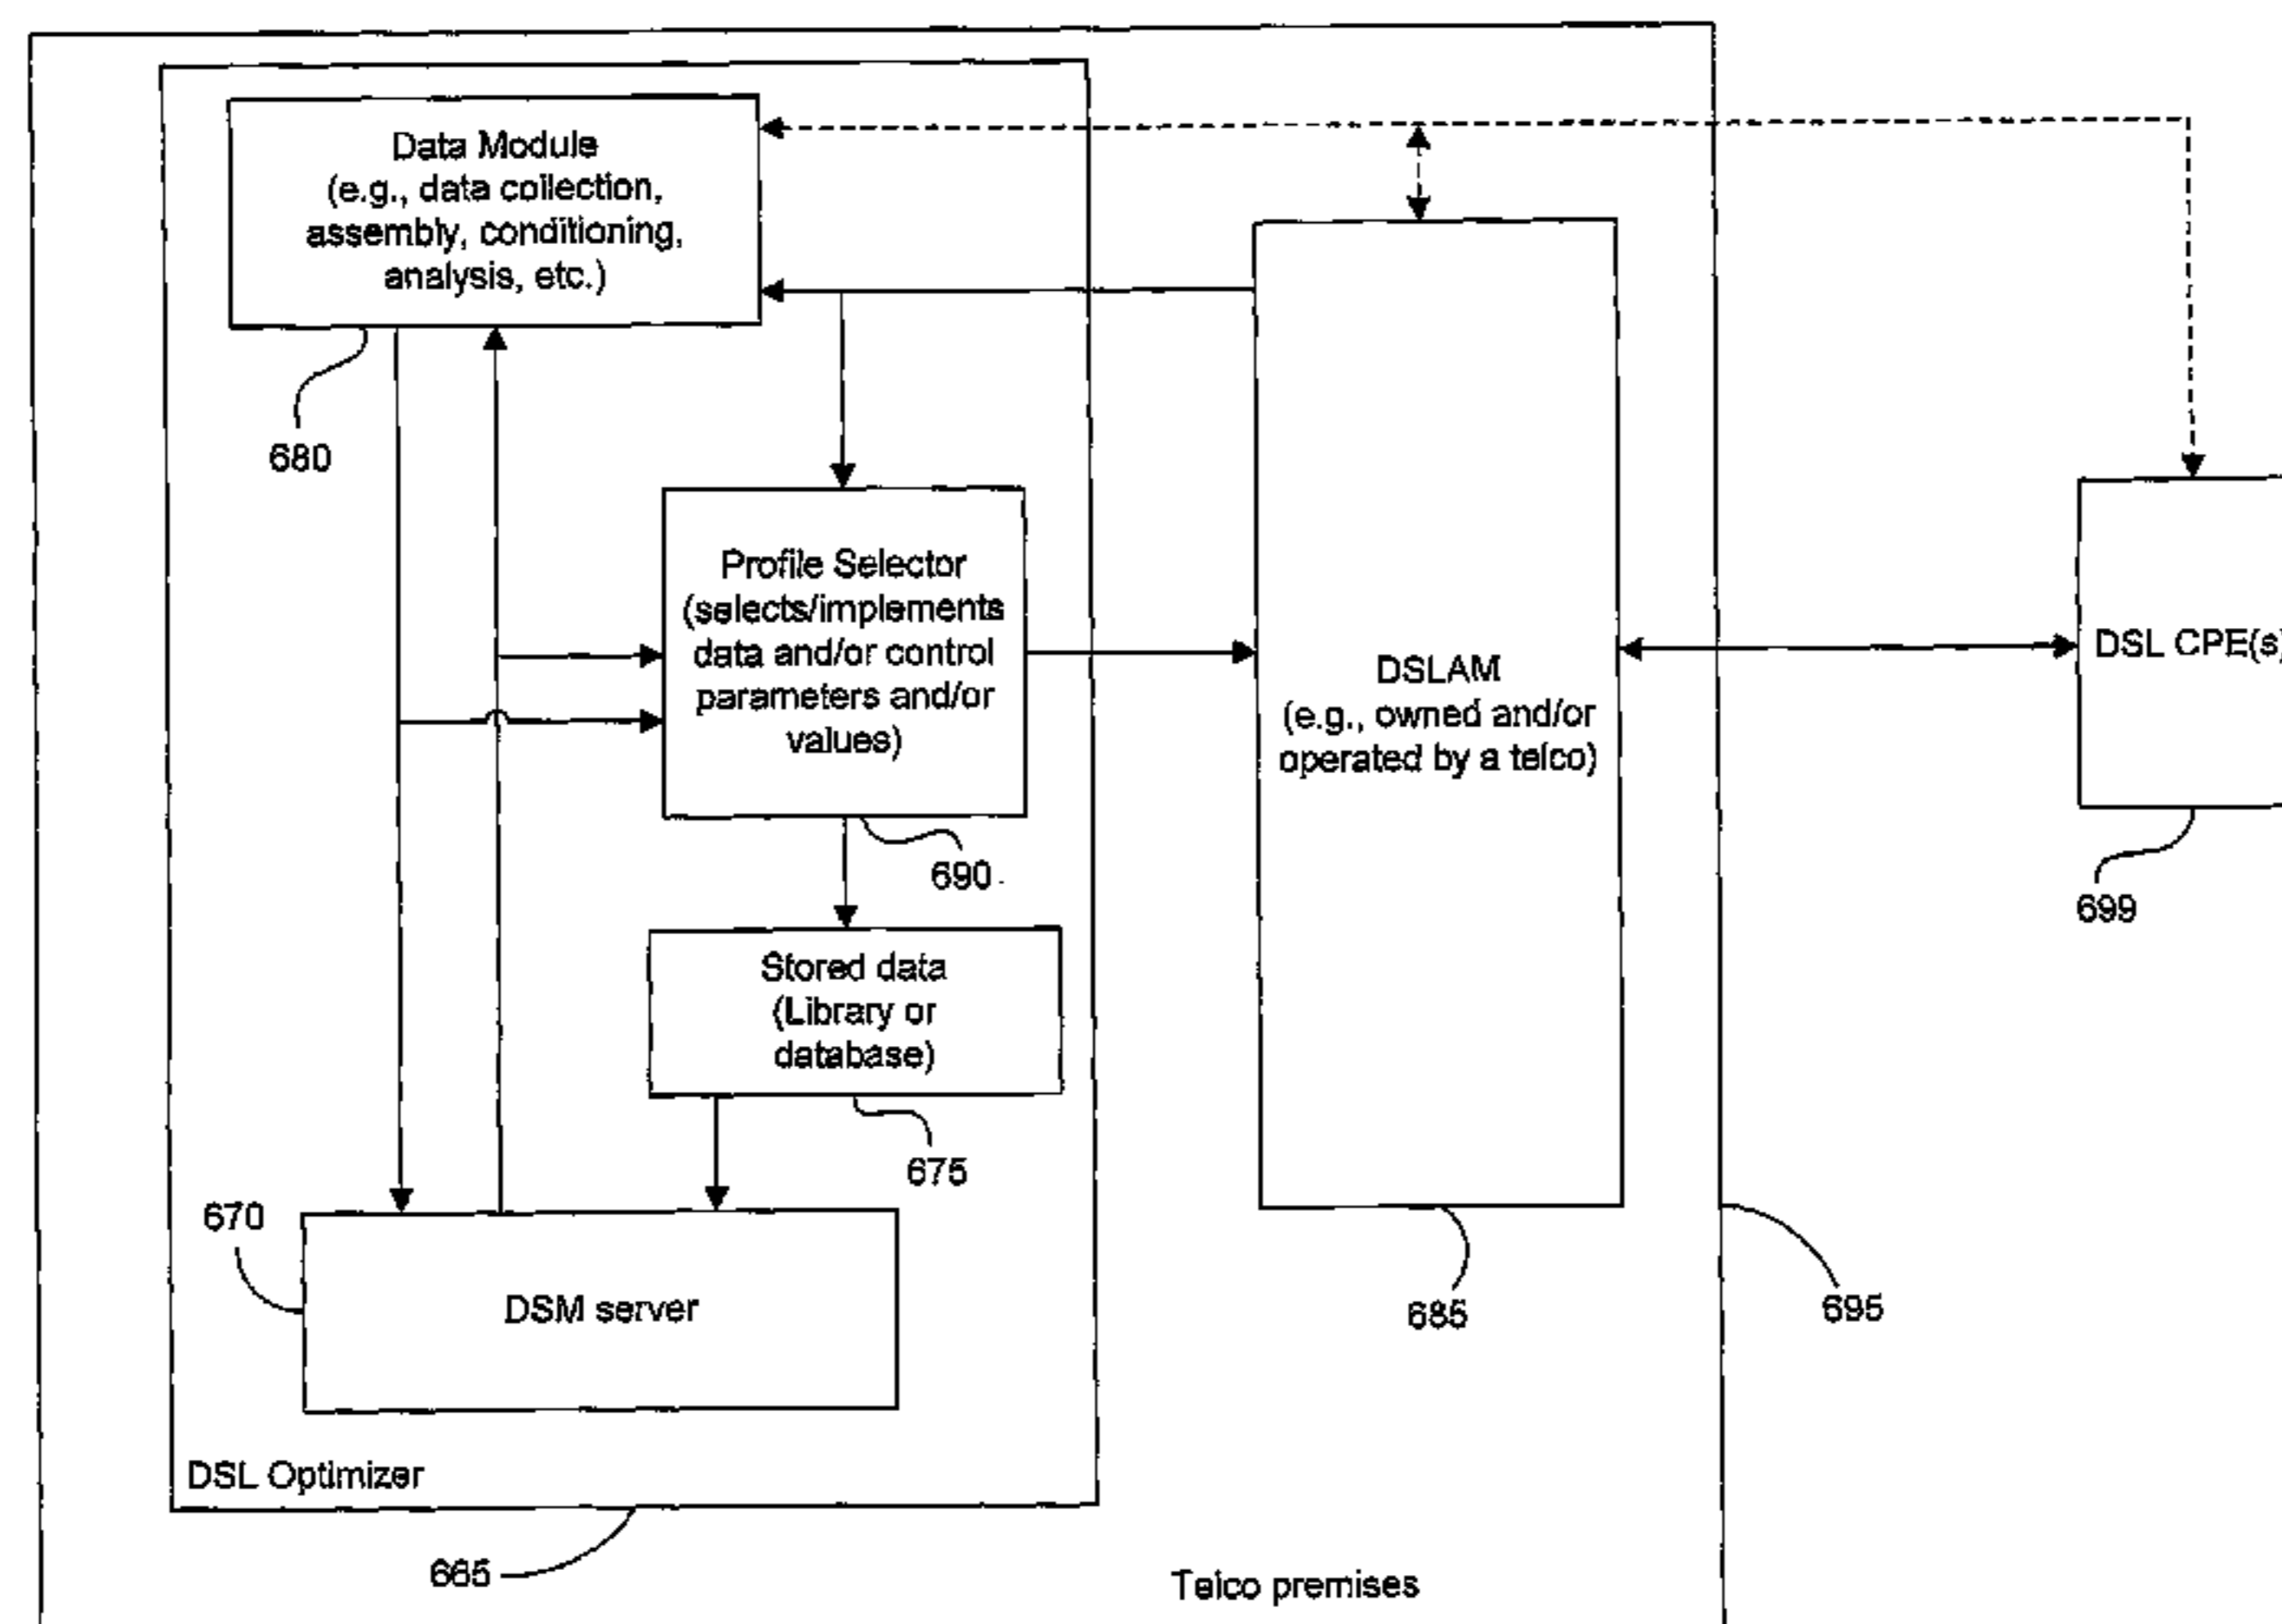 Data Module
(e.g., data collection,
assembly, conditioning,
analysis, etc.)
680
Profile Selector
(selects/implements
data and/or control
parameters and/or
values)
690
DSLAM
(e.g., owned and/or
operated by a telco)
DSL CPE(s)
699
Stored data
(Library or
database)
675
670
DSM server
685
695
DSL Optimizer
665
Telco premises